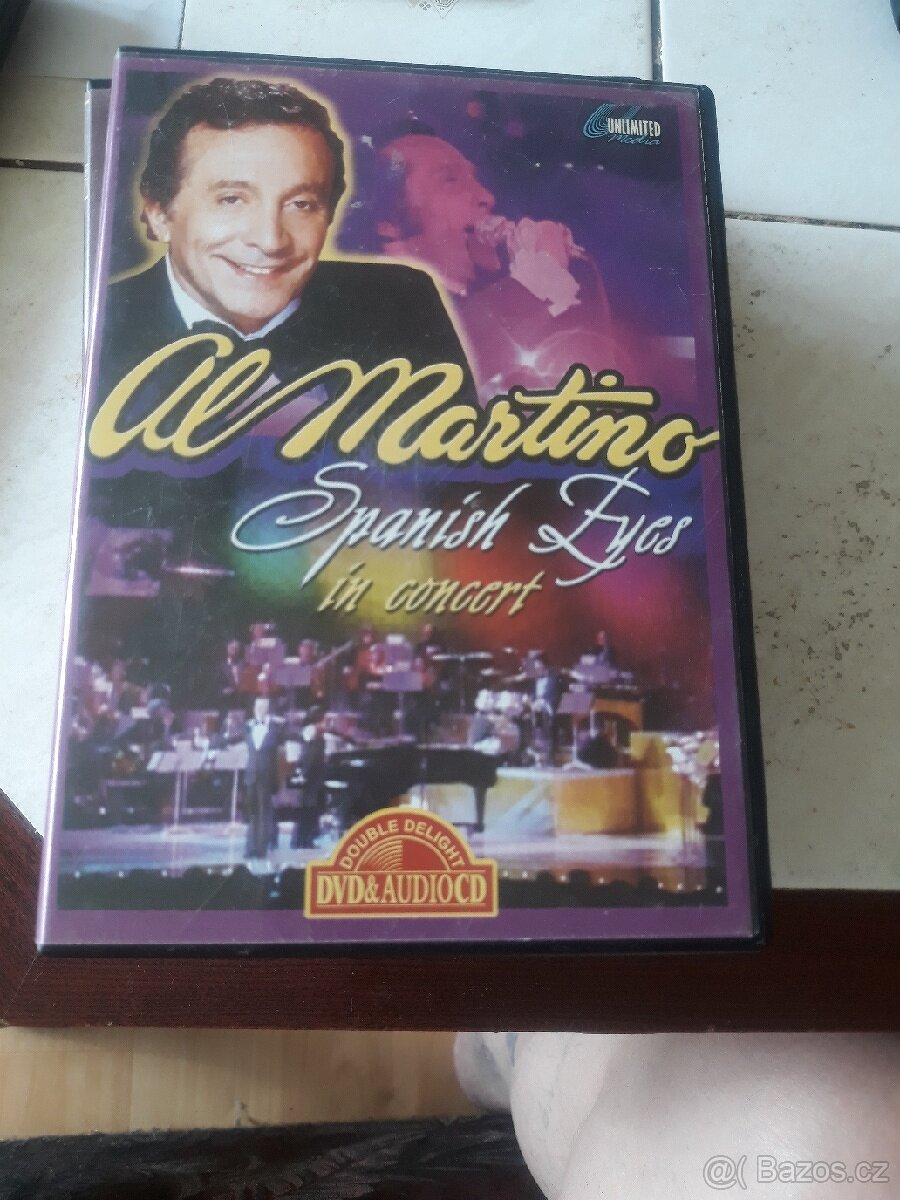 UNLIMITED
Media
Al Martino
Spanish Eyes
in concert
DOUBLE DELIGHT
DVD&AUDIOCD
@( Bazos.cz